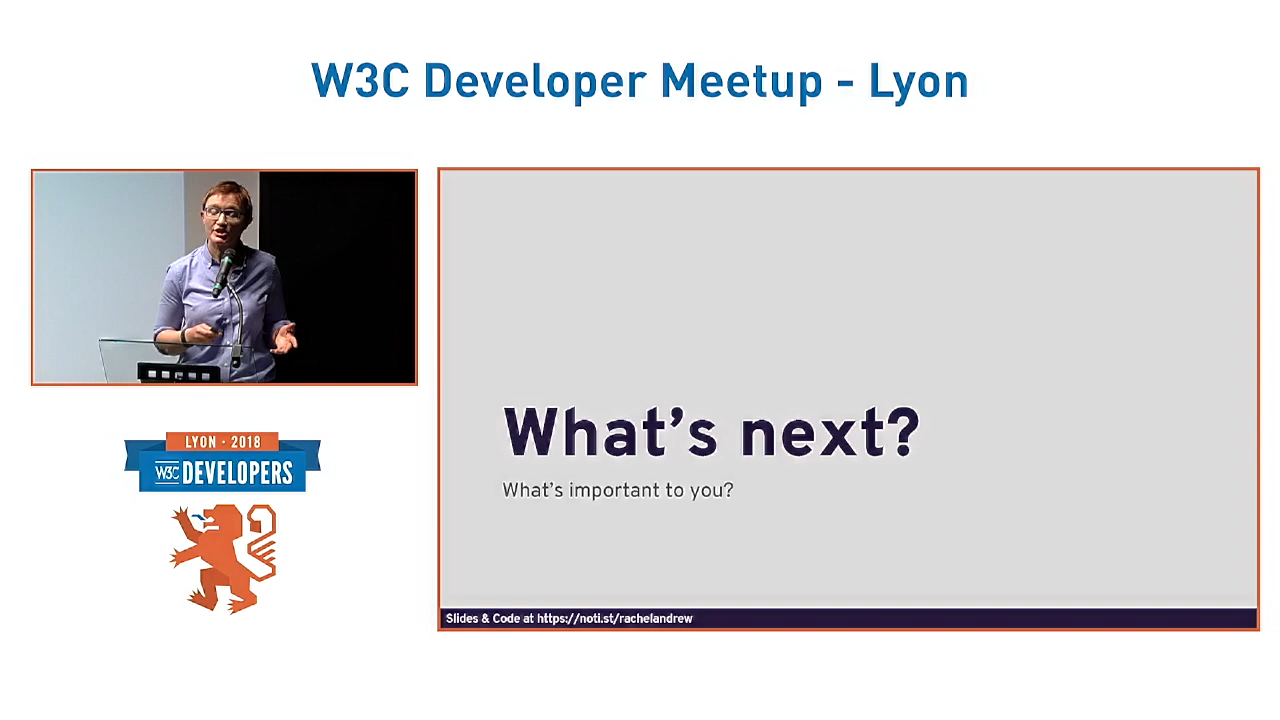 W3C Developer Meetup - Lyon
LYON · 2018
W3C DEVELOPERS
What's next?
What's important to you?
Slides & Code at https://noti.st/rachelandrew